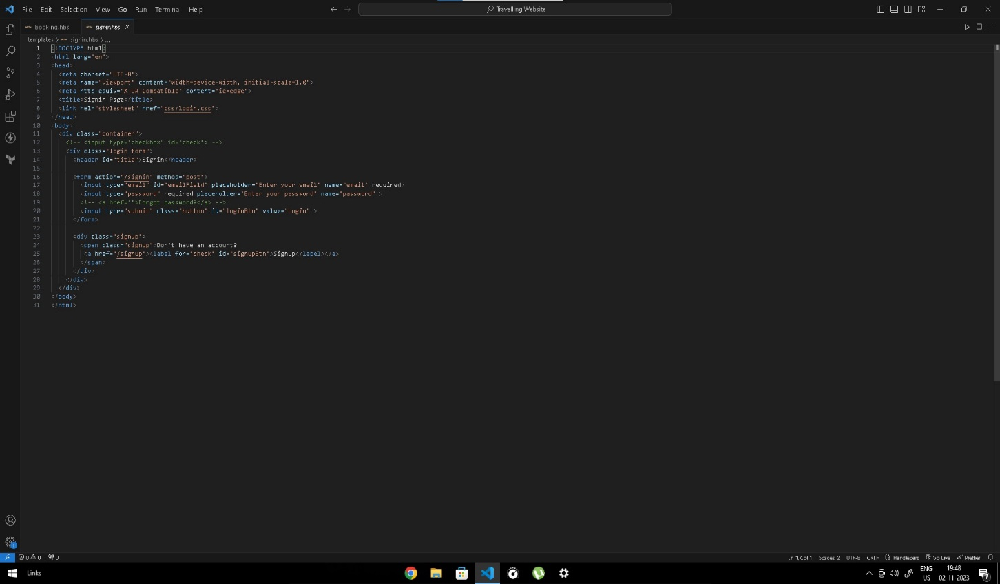 File Edit Selection View Go Run Terminal Help
Travelling Website
booking.hbs
signin.hbs
templates > signin.hbs > ...
1 <!DOCTYPE html>
2 <html lang="en">
3 <head>
4 <meta charset="UTF-8">
5 <meta name="viewport" content="width=device-width, initial-scale=1.0">
6 <meta http-equiv="X-UA-Compatible" content="ie=edge">
7 <title>Signin Page</title>
8 <link rel="stylesheet" href="css/login.css">
9 </head>
10 <body>
11 <div class="container">
12 <!-- <input type="checkbox" id="check"> -->
13 <div class="login form">
14 <header id="title">Signin</header>
15
16 <form action="/signin" method="post">
17 <input type="email" id="emailField" placeholder="Enter your email" name="email" required>
18 <input type="password" required placeholder="Enter your password" name="password" >
19 <!-- <a href="">Forgot password?</a> -->
20 <input type="submit" class="button" id="loginBtn" value="Login" >
21 </form>
22
23 <div class="signup">
24 <span class="signup">Don't have an account?
25 <a href="/signup"><label for="check" id="signupBtn">Signup</label></a>
26 </span>
27 </div>
28 </div>
29 </div>
30 </body>
31 </html>
1
0 0 0
Ln 1, Col 1 Spaces: 2 UTF-8 CRLF Handlebars Go Live Prettier
Links
ENG
US
19:48
02-11-2023
7